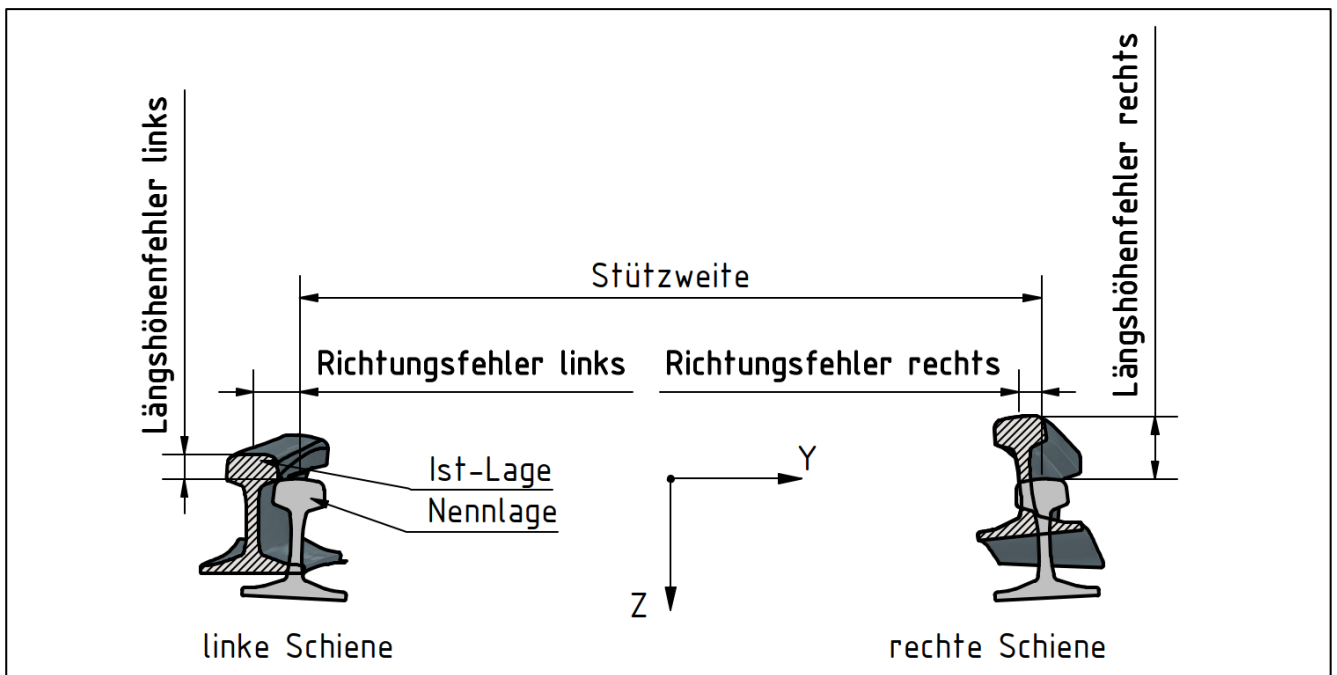 Längshöhenfehler links
Längshöhenfehler rechts
Stützweite
Richtungsfehler links
Richtungsfehler rechts
Ist-Lage
Nennlage
Y
Z
linke Schiene
rechte Schiene